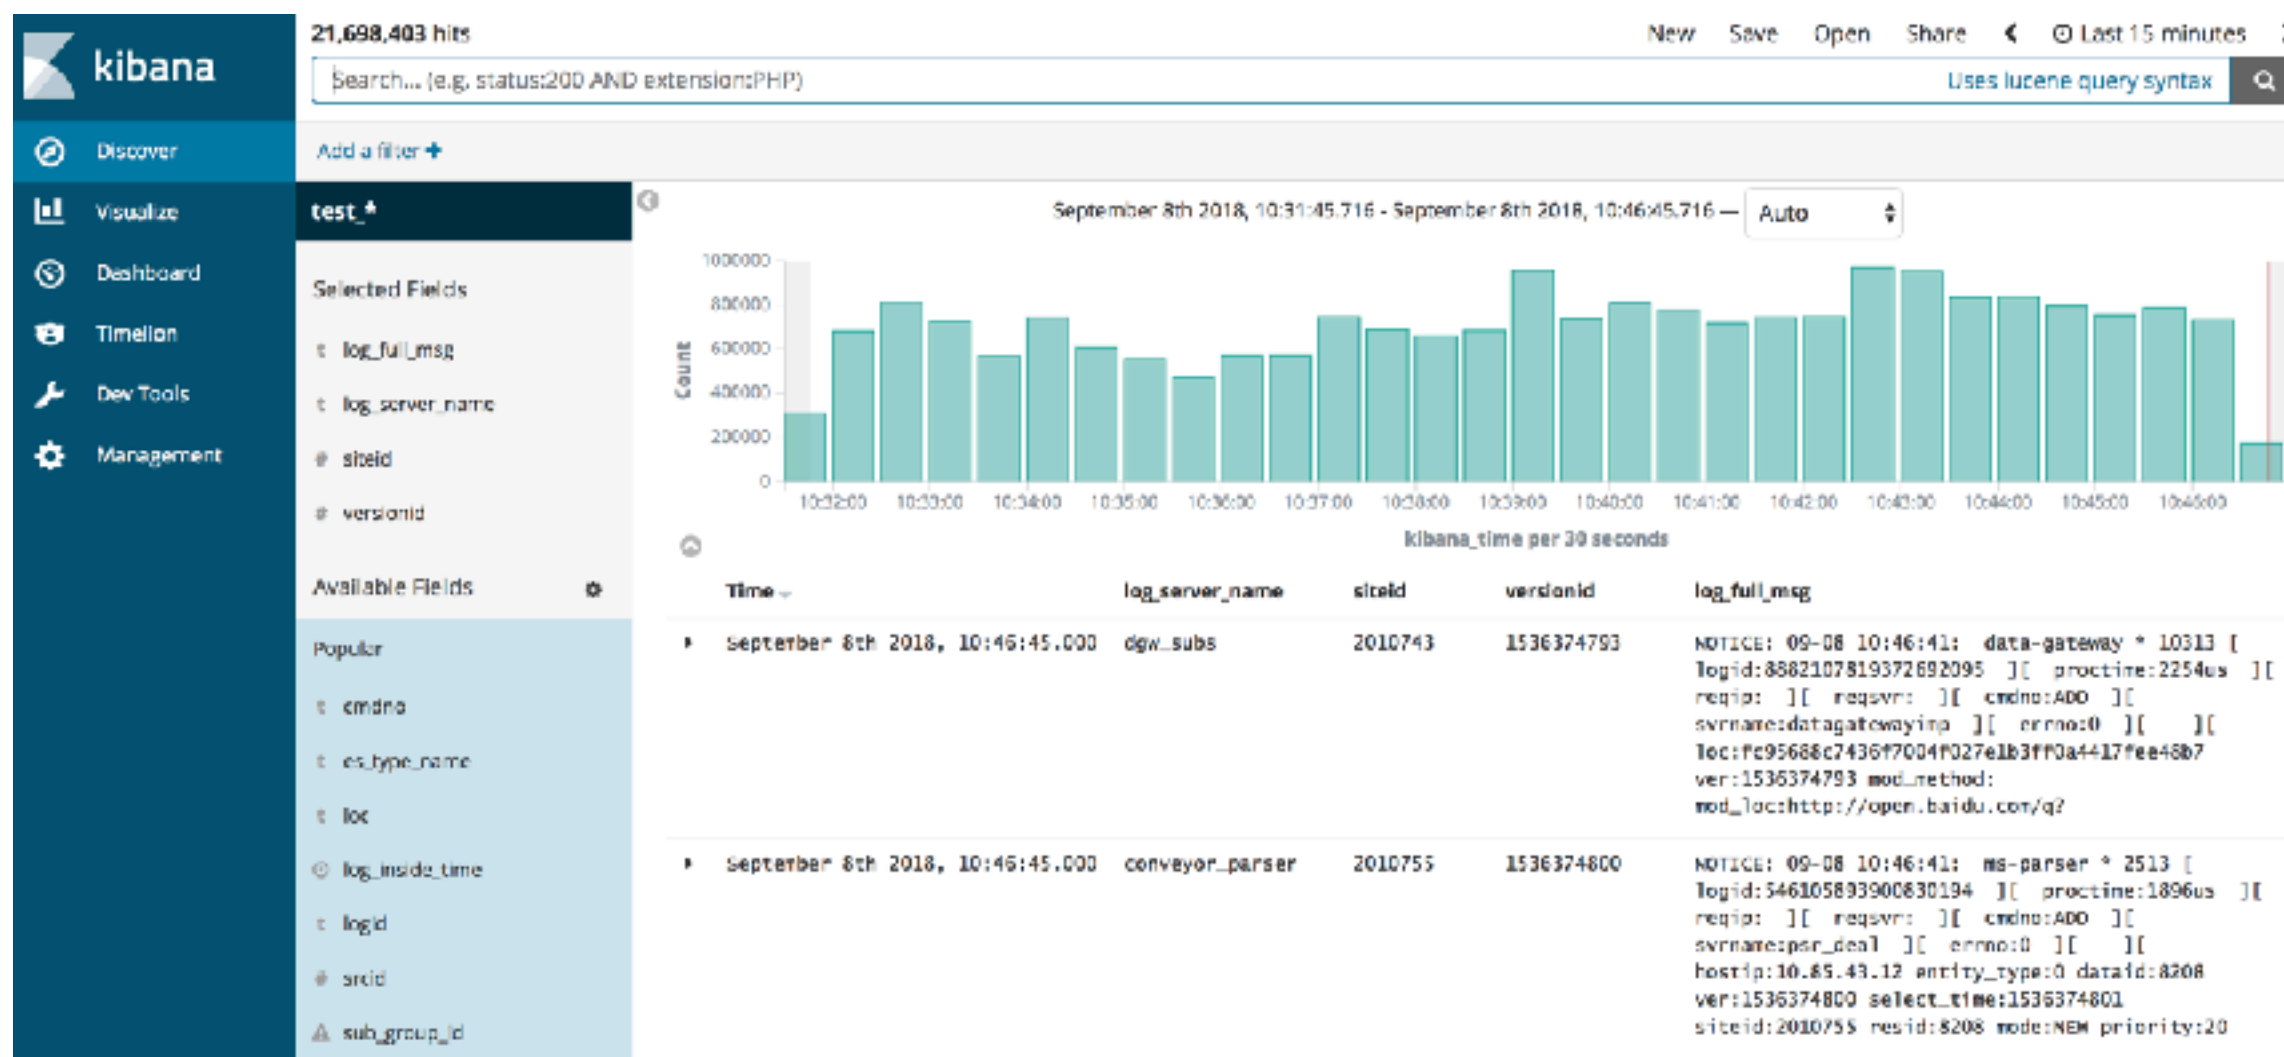 kibana
Discover
Visualize
Dashboard
Timelion
Dev Tools
Management
21,698,403 hits
New Save Open Share Last 15 minutes
Search... (e.g. status:200 AND extension:PHP)
Uses lucene query syntax
Add a filter
test_*
Selected Fields
t log_full_msg
t log_server_name
# siteid
# versionid
Available Fields
Popular
t cmdno
t es_type_name
t loc
log_inside_time
t logid
# srcid
sub_group_id
September 8th 2018, 10:31:45.716 - September 8th 2018, 10:46:45.716 — Auto
Count
1000000
800000
600000
400000
200000
0
10:32:00 10:33:00 10:34:00 10:35:00 10:36:00 10:37:00 10:38:00 10:39:00 10:40:00 10:41:00 10:42:00 10:43:00 10:44:00 10:45:00 10:46:00
kibana_time per 30 seconds
Time log_server_name siteid versionid log_full_msg
September 8th 2018, 10:46:45.000 dgw_subs 2010743 1536374793 NOTICE: 09-08 10:46:41: data-gateway * 10313 [
logid:8882107819372692095 ][ proctime:2254us ][
reqip: ][ reqsvr: ][ cmdno:ADD ][
svrname:datagatewayimp ][ errno:0 ][ ][
loc:fc95688c7436f7004f027e1b3ff0a4417fee48b7
ver:1536374793 mod_method:
mod_loc:http://open.baidu.com/q?
September 8th 2018, 10:46:45.000 conveyor_parser 2010755 1536374800 NOTICE: 09-08 10:46:41: ms-parser * 2513 [
logid:546105893900830194 ][ proctime:1896us ][
reqip: ][ reqsvr: ][ cmdno:ADD ][
svrname:psr_deal ][ errno:0 ][ ][
hostip:10.85.43.12 entity_type:0 dataid:8208
ver:1536374800 select_time:1536374801
siteid:2010755 resid:8208 mode:NEW priority:20